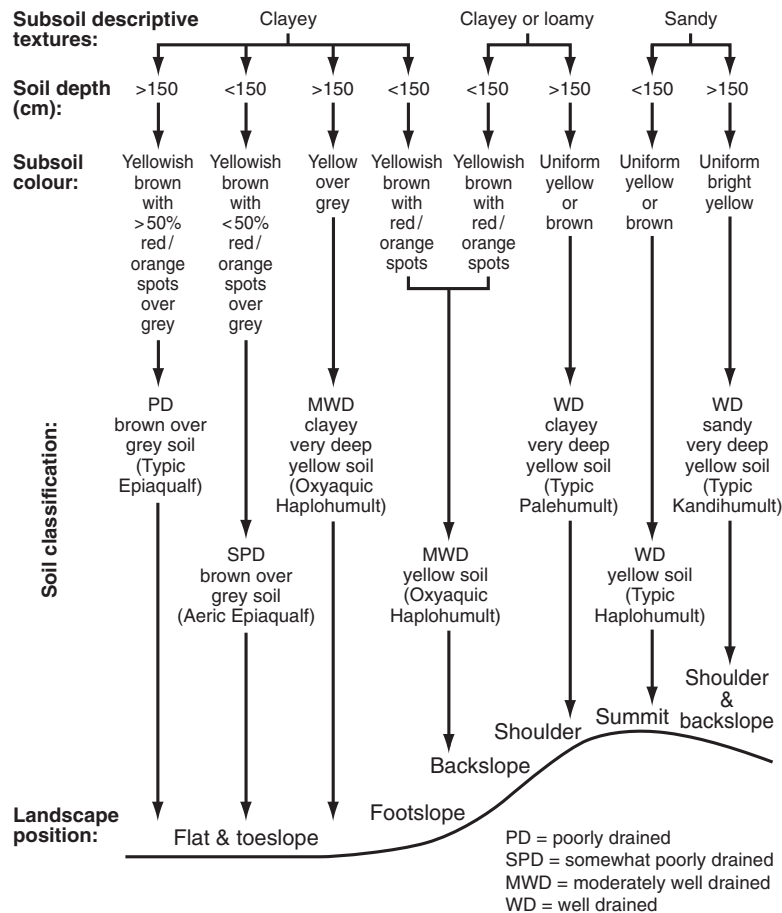 Subsoil descriptive
textures:
Clayey
Clayey or loamy
Sandy
Soil depth
(cm):
>150
<150
>150
<150
<150
>150
<150
>150
Subsoil
colour:
Yellowish
brown
with
>50%
red/
orange
spots
over
grey
Yellowish
brown
with
<50%
red/
orange
spots
over
grey
Yellow
over
grey
Yellowish
brown
with red/
orange
spots
Yellowish
brown
with red/
orange
spots
Uniform
yellow
or
brown
Uniform
yellow
or
brown
Uniform
bright
yellow
Soil classification:
PD
brown over
grey soil
(Typic
Epiaqualf)
SPD
brown over
grey soil
(Aeric Epiaqualf)
MWD
clayey
very deep
yellow soil
(Oxyaquic
Haplohumult)
MWD
yellow soil
(Oxyaquic
Haplohumult)
WD
clayey
very deep
yellow soil
(Typic
Palehumult)
WD
yellow soil
(Typic
Haplohumult)
WD
sandy
very deep
yellow soil
(Typic
Kandihumult)
Landscape
position:
Flat & toeslope
Footslope
Backslope
Shoulder
Summit
Shoulder
&
backslope
PD = poorly drained
SPD = somewhat poorly drained
MWD = moderately well drained
WD = well drained